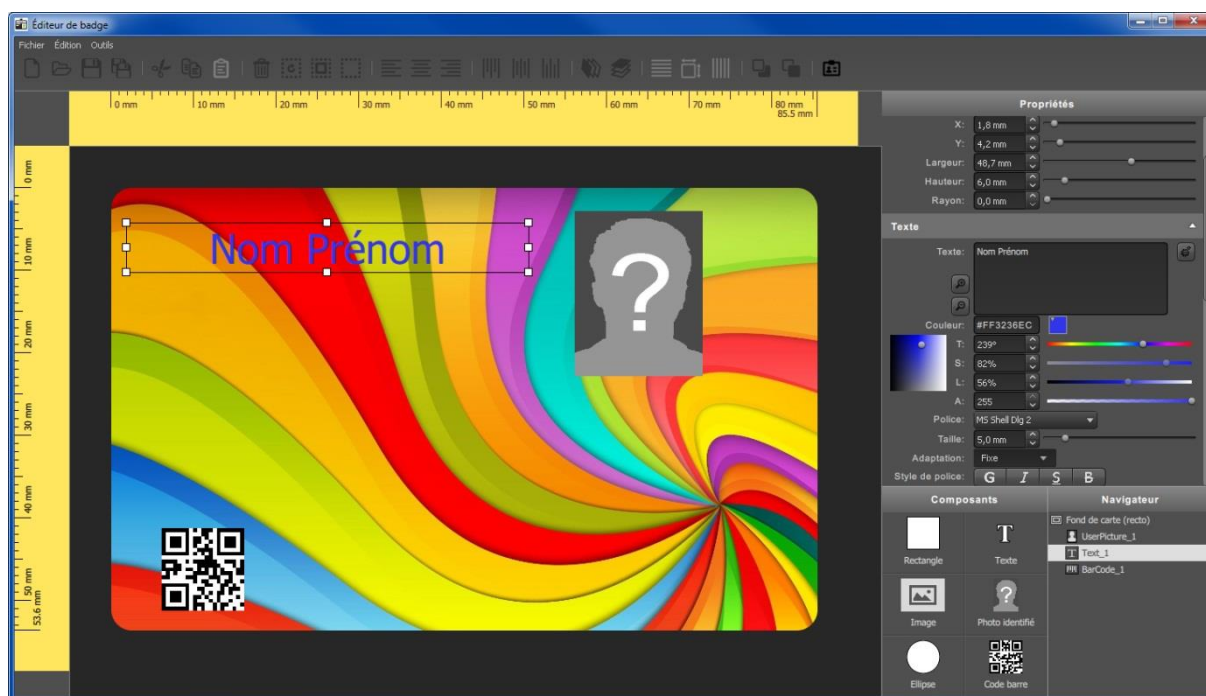 Éditeur de badge
Fichier Édition Outils
0 mm 10 mm 20 mm 30 mm 40 mm 50 mm 60 mm 70 mm 80 mm
85.5 mm
0 mm
10 mm
20 mm
30 mm
40 mm
50 mm
53.6 mm
Nom Prénom
?
Propriétés
X: 1,8 mm
Y: 4,2 mm
Largeur: 48,7 mm
Hauteur: 6,0 mm
Rayon: 0,0 mm
Texte
Texte: Nom Prénom
Couleur: #FF3236EC
T: 239°
S: 82%
L: 56%
A: 255
Police: MS Shell Dlg 2
Taille: 5,0 mm
Adaptation: Fixe
Style de police: G I S B
Composants
Rectangle
T
Texte
Image
?
Photo identifié
Ellipse
Code barre
Navigateur
Fond de carte (recto)
UserPicture_1
T Text_1
BarCode_1